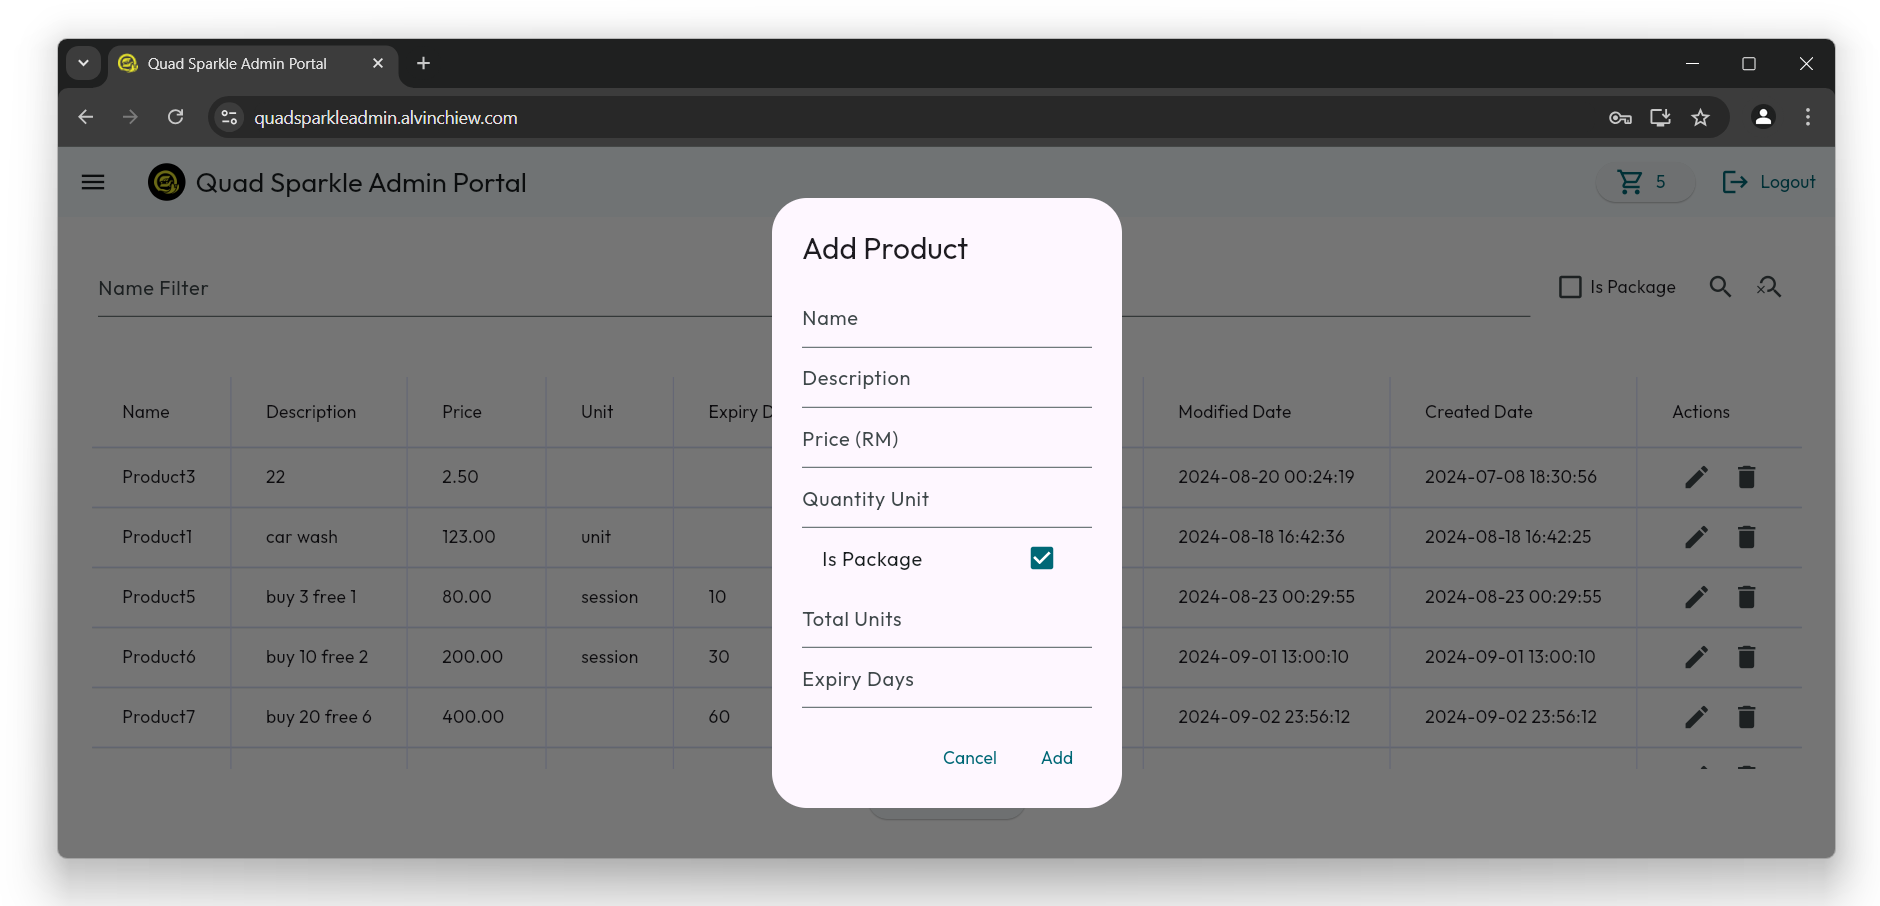 Quad Sparkle Admin Portal
quadsparkleadmin.alvinchiew.com
Quad Sparkle Admin Portal
5
Logout
Name Filter
Is Package
Name Description Price Unit Expiry D Modified Date Created Date Actions
Product3 22 2.50 2024-08-20 00:24:19 2024-07-08 18:30:56
Product1 car wash 123.00 unit 2024-08-18 16:42:36 2024-08-18 16:42:25
Product5 buy 3 free 1 80.00 session 10 2024-08-23 00:29:55 2024-08-23 00:29:55
Product6 buy 10 free 2 200.00 session 30 2024-09-01 13:00:10 2024-09-01 13:00:10
Product7 buy 20 free 6 400.00 60 2024-09-02 23:56:12 2024-09-02 23:56:12
Add Product
Name
Description
Price (RM)
Quantity Unit
Is Package
Total Units
Expiry Days
Cancel Add